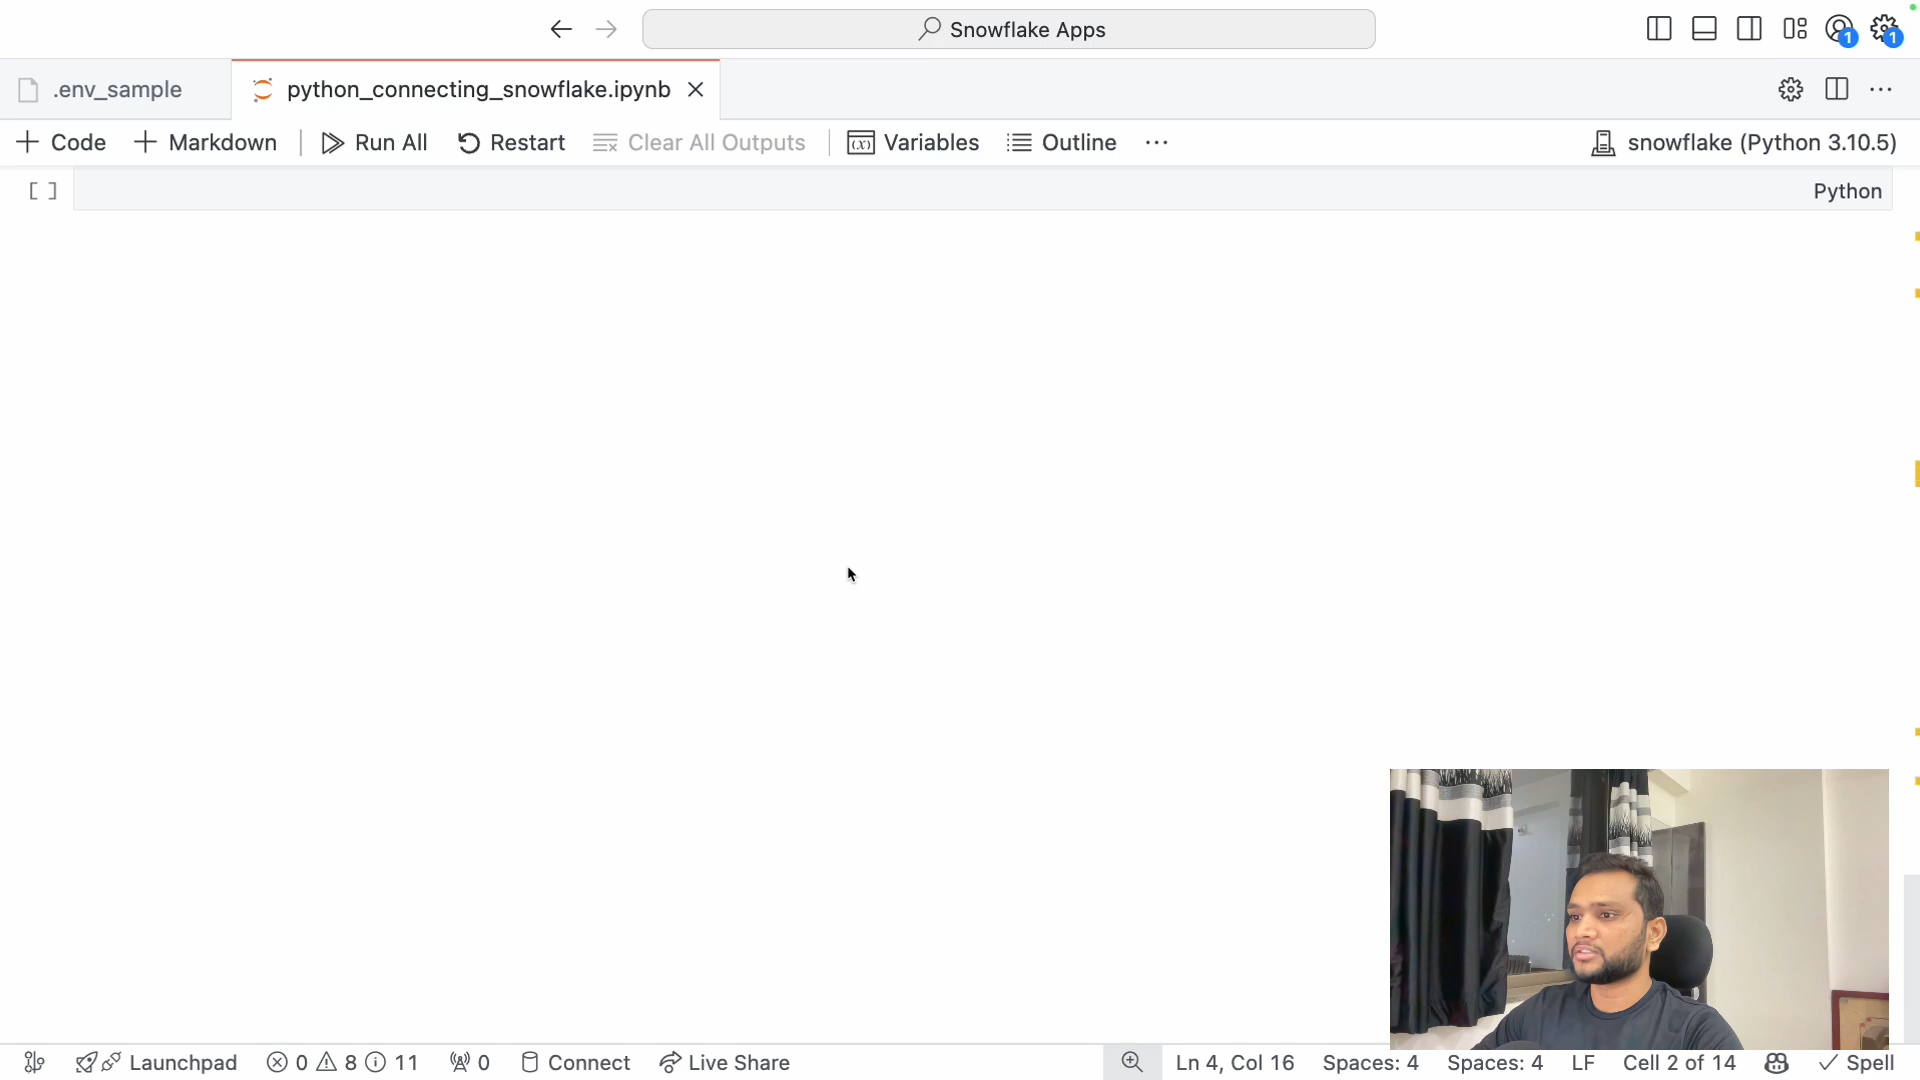 Snowflake Apps
1
1
.env_sample
python_connecting_snowflake.ipynb
Code
Markdown
Run All
Restart
Clear All Outputs
Variables
Outline
snowflake (Python 3.10.5)
[ ]
Python
Launchpad
0
8
11
0
Connect
Live Share
Ln 4, Col 16
Spaces: 4
Spaces: 4
LF
Cell 2 of 14
Spell